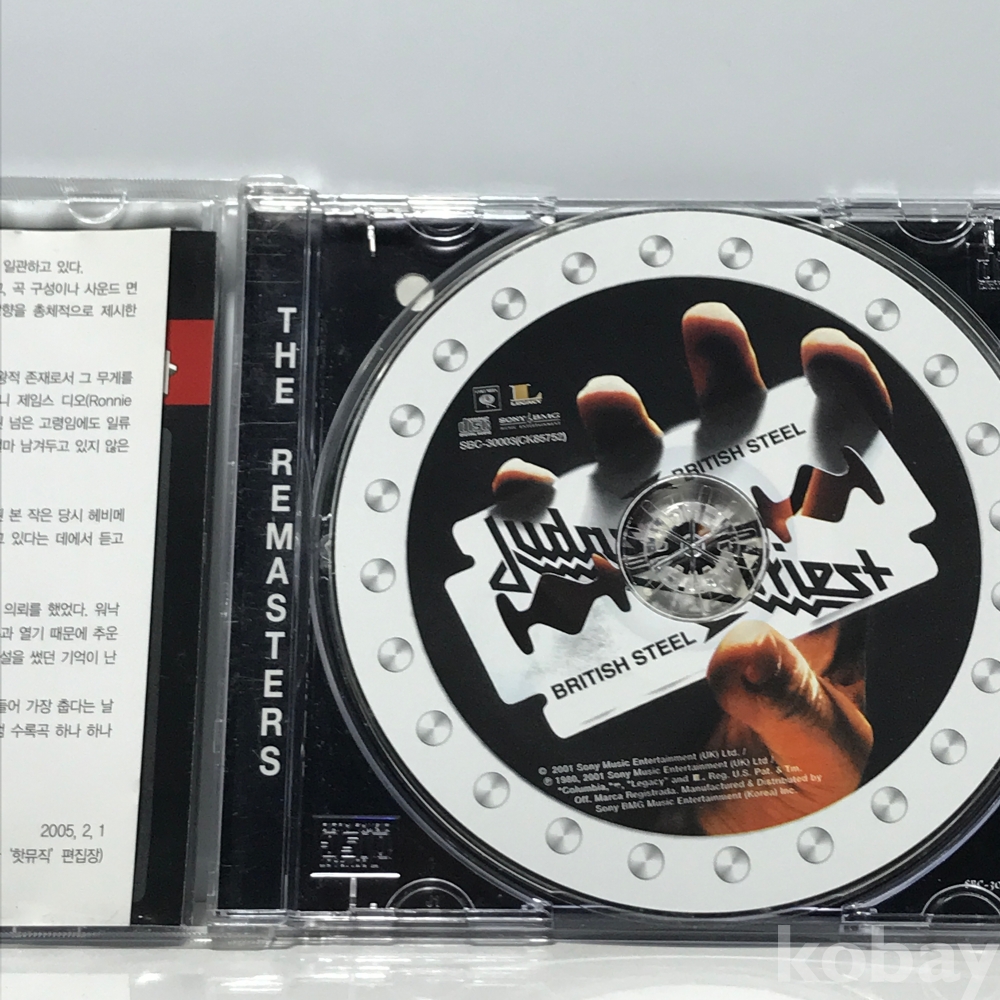 일관하고 있다.
곡 구성이나 사운드 면
향을 총체적으로 제시한
왕적 존재로서 그 무게를
니 제임스 디오(Ronnie
넘은 고령임에도 일류
마 남겨두고 있지 않은
본 작은 당시 헤비메
있다는 데에서 듣고
의뢰를 했었다. 워낙
과 열기 때문에 추운
설을 썼던 기억이 난
들어 가장 춥다는 날
수록곡 하나 하나
2005, 2, 1
'핫뮤직' 편집장)
THE REMASTERS
LEGACY
SONY BMG
MUSIC ENTERTAINMENT
SBC-30003(CK85752)
BRITISH STEEL
Judas Priest
BRITISH STEEL
© 2001 Sony Music Entertainment (UK) Ltd. /
℗ 1980, 2001 Sony Music Entertainment (UK) Ltd /
"Columbia," , "Legacy" and L, Reg. U.S. Pat. & Tm.
Off. Marca Registrada. Manufactured & Distributed by
Sony BMG Music Entertainment (Korea) Inc.
kobay